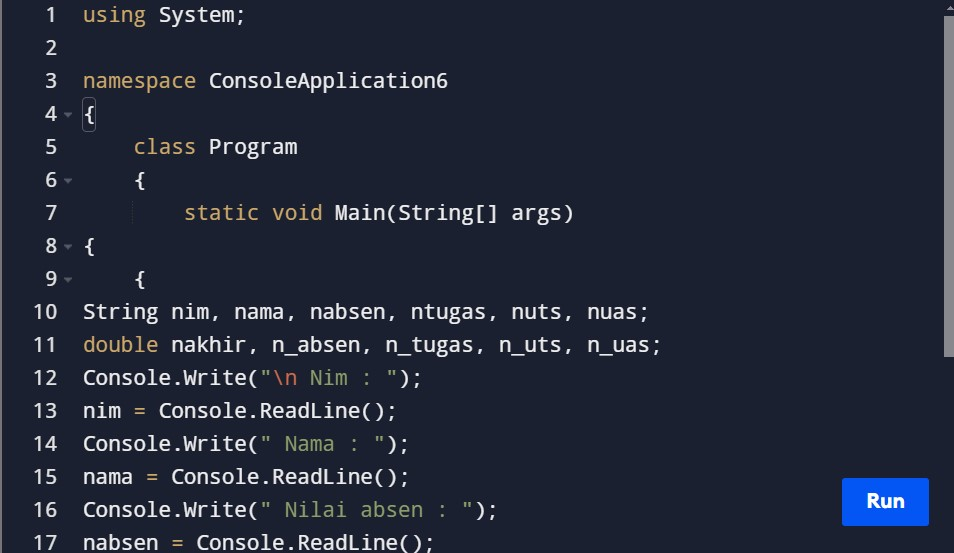 1 using System;
2
3 namespace ConsoleApplication6
4 {
5     class Program
6     {
7         static void Main(String[] args)
8 {
9     {
10 String nim, nama, nabsen, ntugas, nuts, nuas;
11 double nakhir, n_absen, n_tugas, n_uts, n_uas;
12 Console.Write("\n Nim : ");
13 nim = Console.ReadLine();
14 Console.Write(" Nama : ");
15 nama = Console.ReadLine();
16 Console.Write(" Nilai absen : ");
17 nabsen = Console.ReadLine();
Run